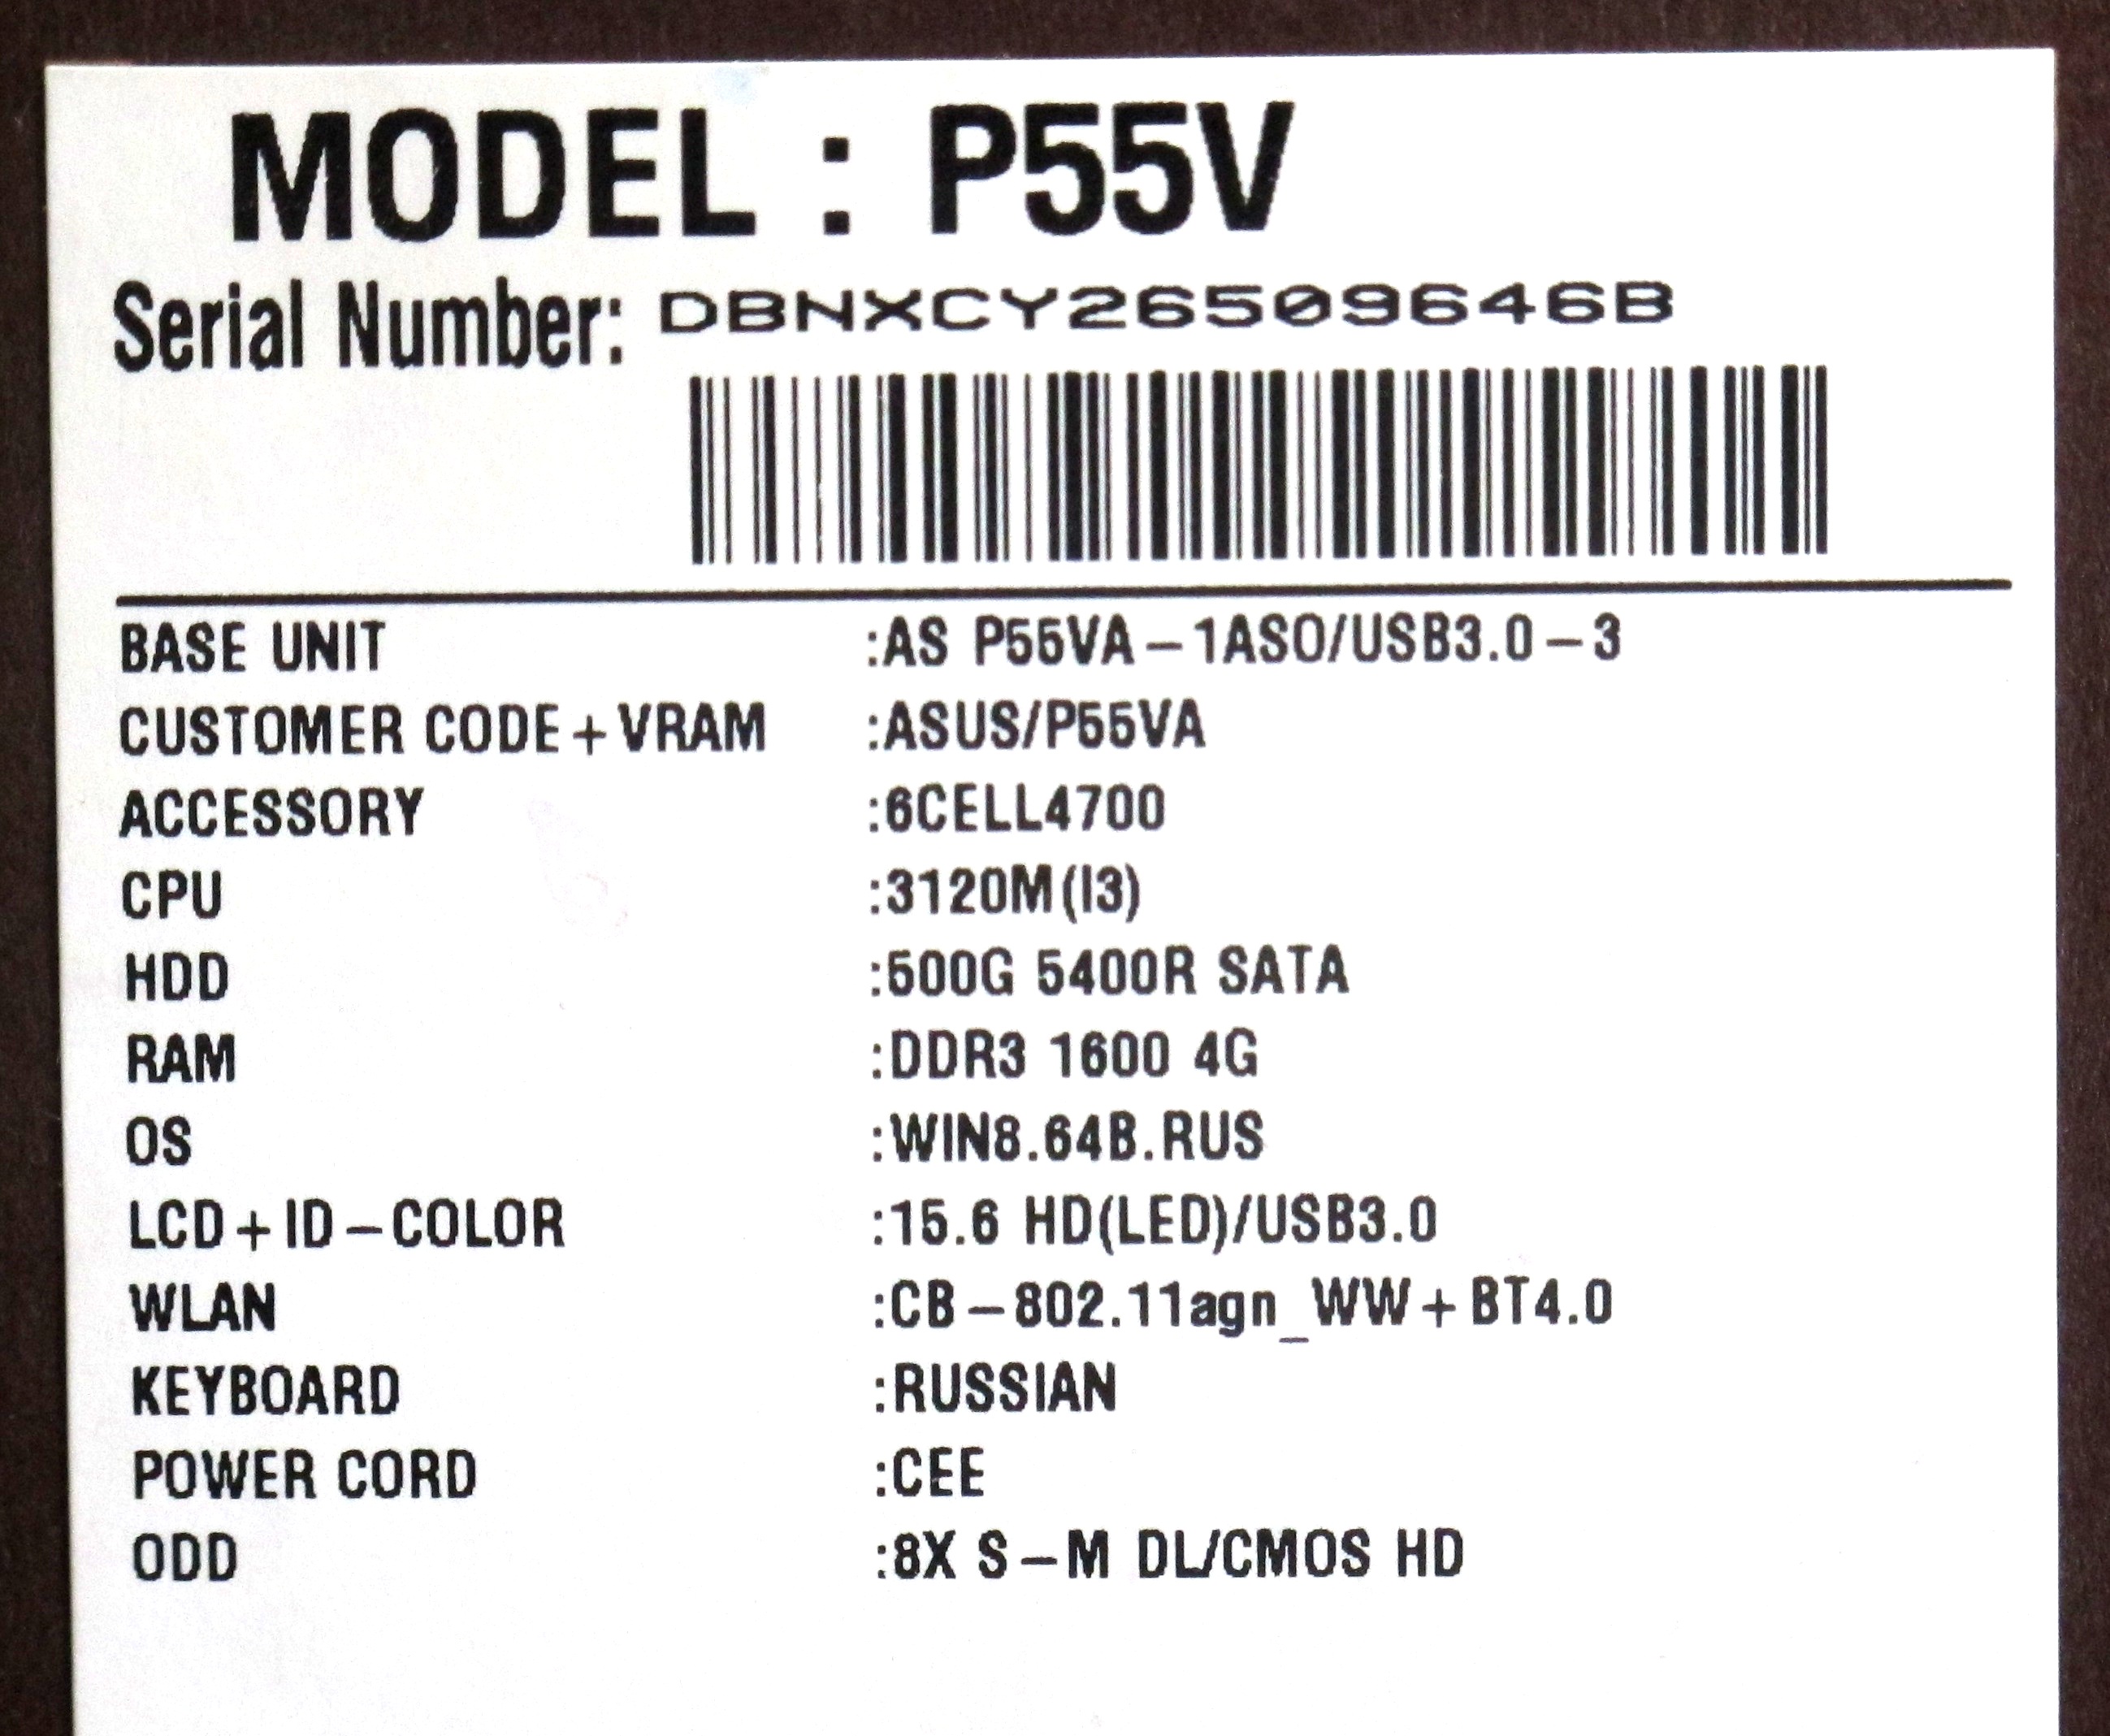 MODEL : P55V
Serial Number: DBNXCY26509646B
BASE UNIT :AS P55VA-1ASO/USB3.0-3
CUSTOMER CODE+VRAM :ASUS/P55VA
ACCESSORY :6CELL4700
CPU :3120M(I3)
HDD :500G 5400R SATA
RAM :DDR3 1600 4G
OS :WIN8.64B.RUS
LCD+ID-COLOR :15.6 HD(LED)/USB3.0
WLAN :CB-802.11agn_WW+BT4.0
KEYBOARD :RUSSIAN
POWER CORD :CEE
ODD :8X S-M DL/CMOS HD